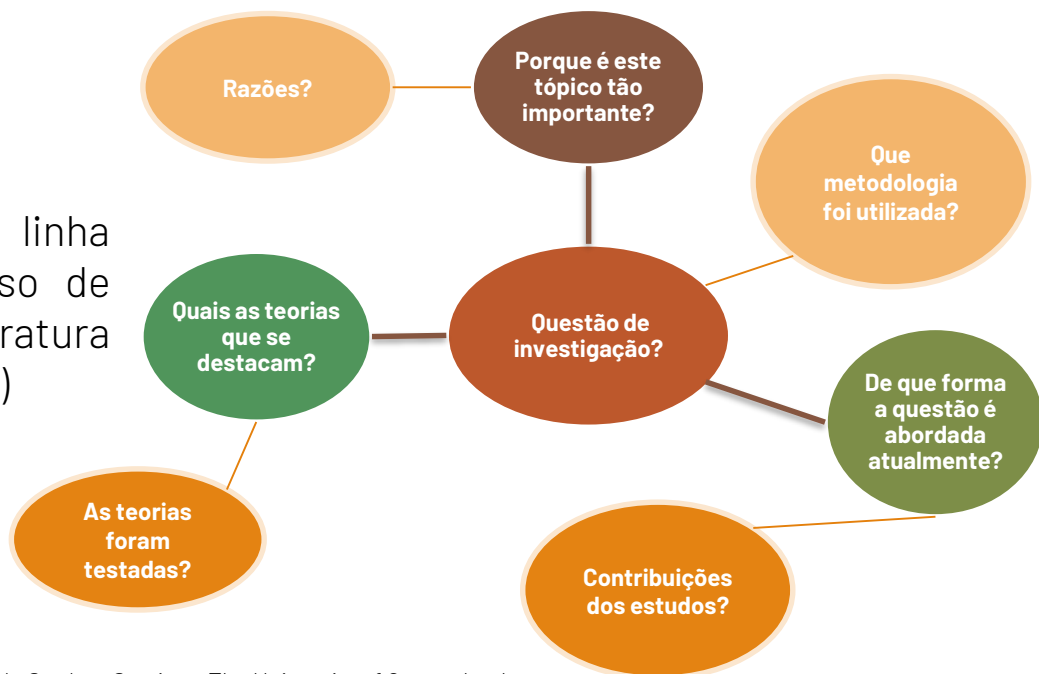 Porque é este
tópico tão
importante?
Razões?
Que
metodologia
foi utilizada?
linha
so de
ratura
)
Quais as teorias
que se
destacam?
Questão de
investigação?
De que forma
a questão é
abordada
atualmente?
As teorias
foram
testadas?
Contribuições
dos estudos?